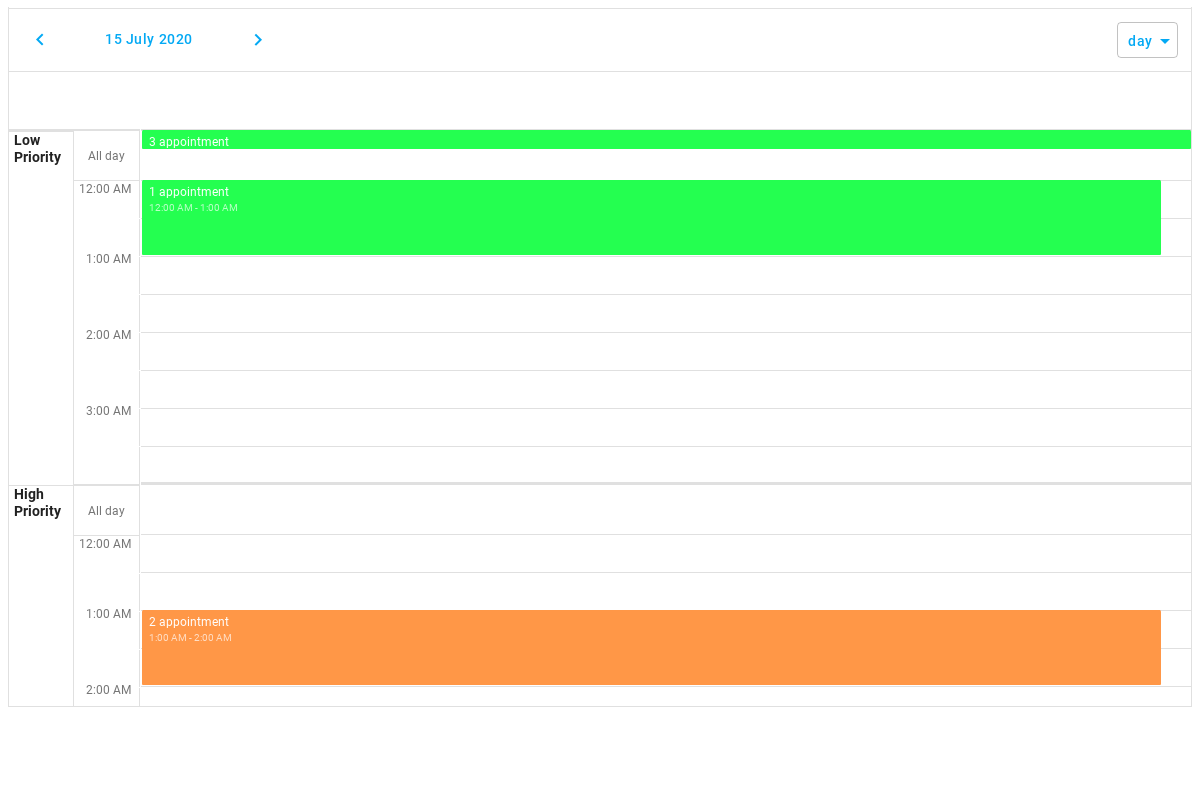 15 July 2020
day
Low
Priority
All day
3 appointment
12:00 AM
1 appointment
12:00 AM - 1:00 AM
1:00 AM
2:00 AM
3:00 AM
High
Priority
All day
12:00 AM
1:00 AM
2 appointment
1:00 AM - 2:00 AM
2:00 AM